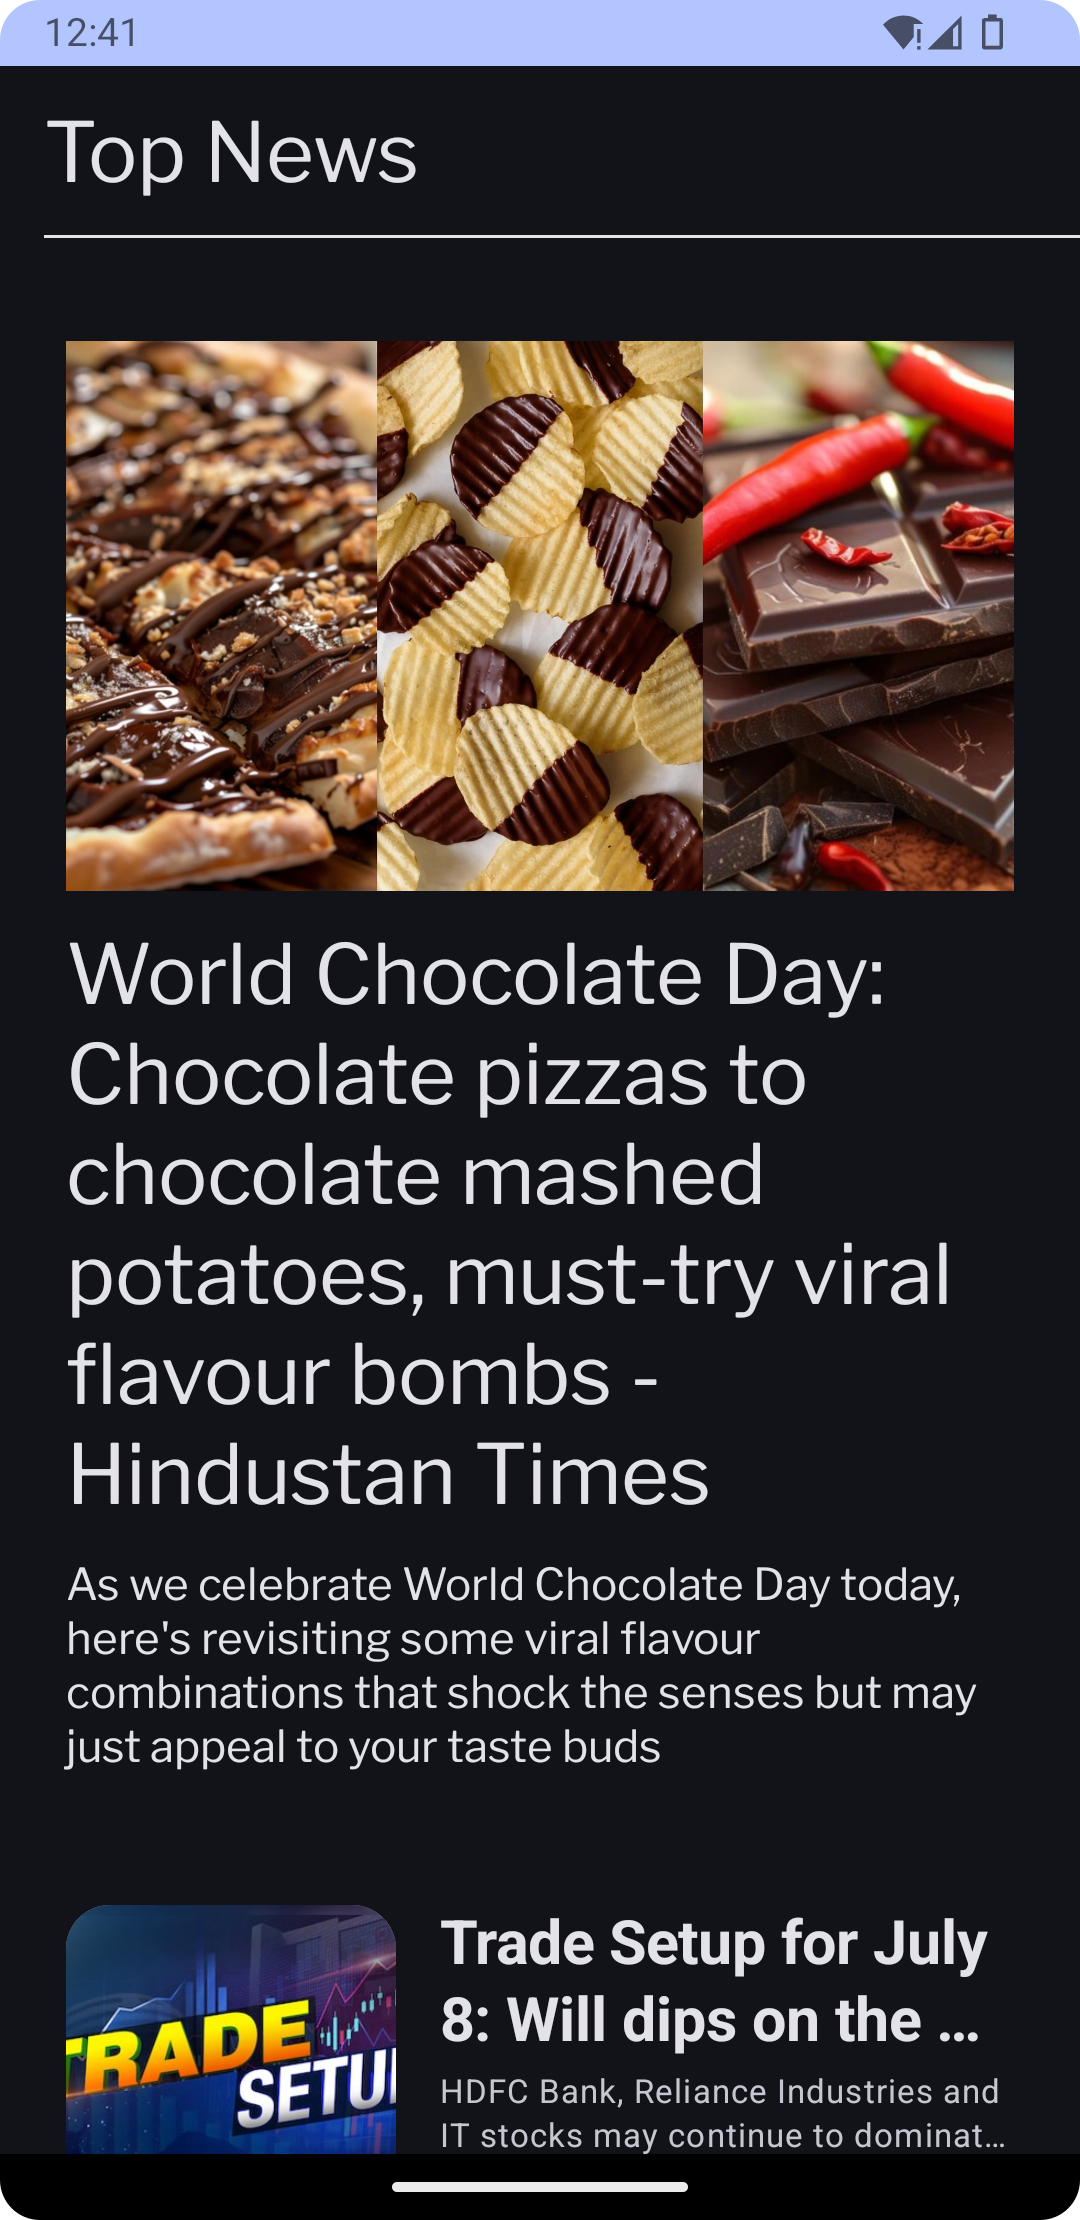 12:41
Top News
World Chocolate Day:
Chocolate pizzas to
chocolate mashed
potatoes, must-try viral
flavour bombs -
Hindustan Times
As we celebrate World Chocolate Day today,
here's revisiting some viral flavour
combinations that shock the senses but may
just appeal to your taste buds
TRADE
SETU
Trade Setup for July
8: Will dips on the ...
HDFC Bank, Reliance Industries and
IT stocks may continue to dominat...